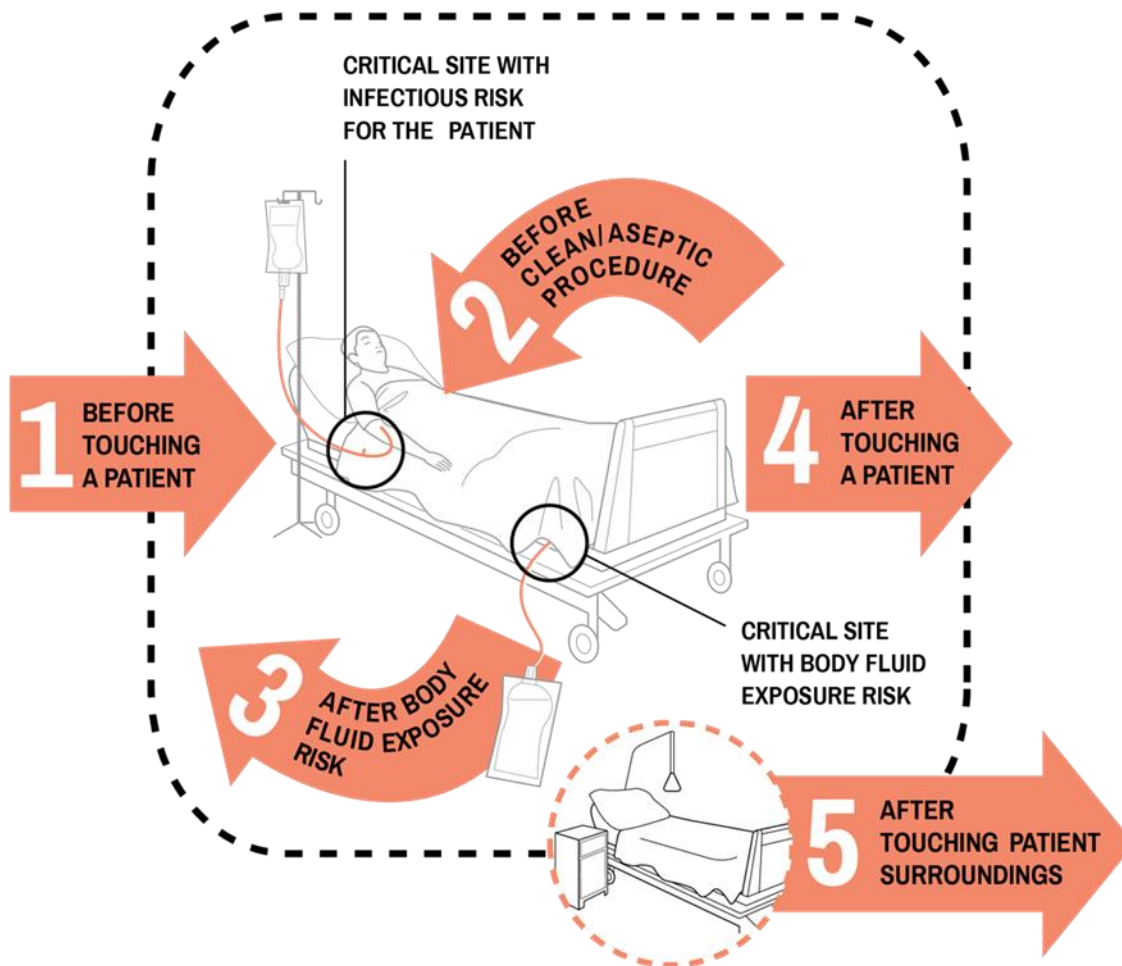 CRITICAL SITE WITH
INFECTIOUS RISK
FOR THE PATIENT
2
BEFORE
CLEAN/ASEPTIC
PROCEDURE
1
BEFORE
TOUCHING
A PATIENT
4
AFTER
TOUCHING
A PATIENT
3
AFTER BODY
FLUID EXPOSURE
RISK
CRITICAL SITE
WITH BODY FLUID
EXPOSURE RISK
5
AFTER
TOUCHING PATIENT
SURROUNDINGS